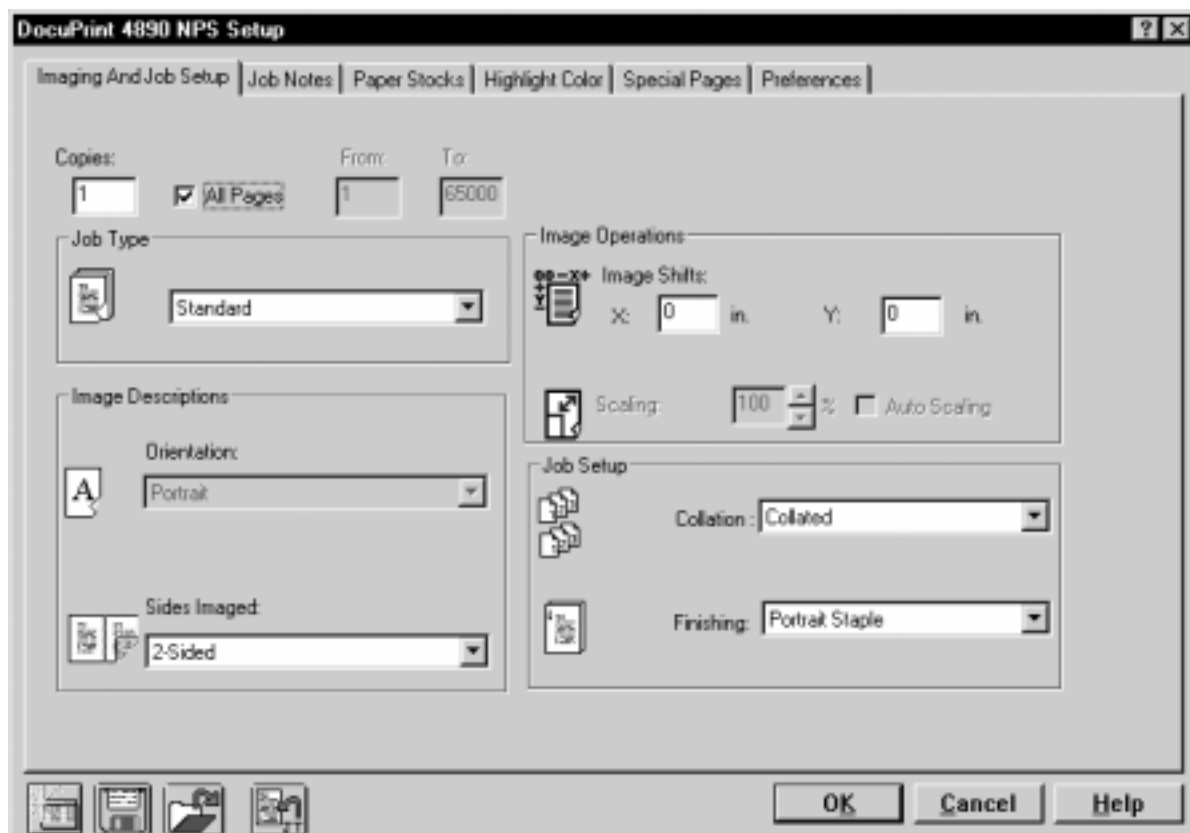 DocuPrint 4890 NPS Setup
Imaging And Job Setup Job Notes Paper Stocks Highlight Color Special Pages Preferences
Copies: From: To:
1 All Pages 1 65000
Job Type
Standard
Image Operations
Image Shifts:
X: 0 in. Y: 0 in.
Scaling: 100 % Auto Scaling
Image Descriptions
Orientation:
A Portrait
Sides Imaged:
2-Sided
Job Setup
Collation : Collated
Finishing: Portrait Staple
OK Cancel Help